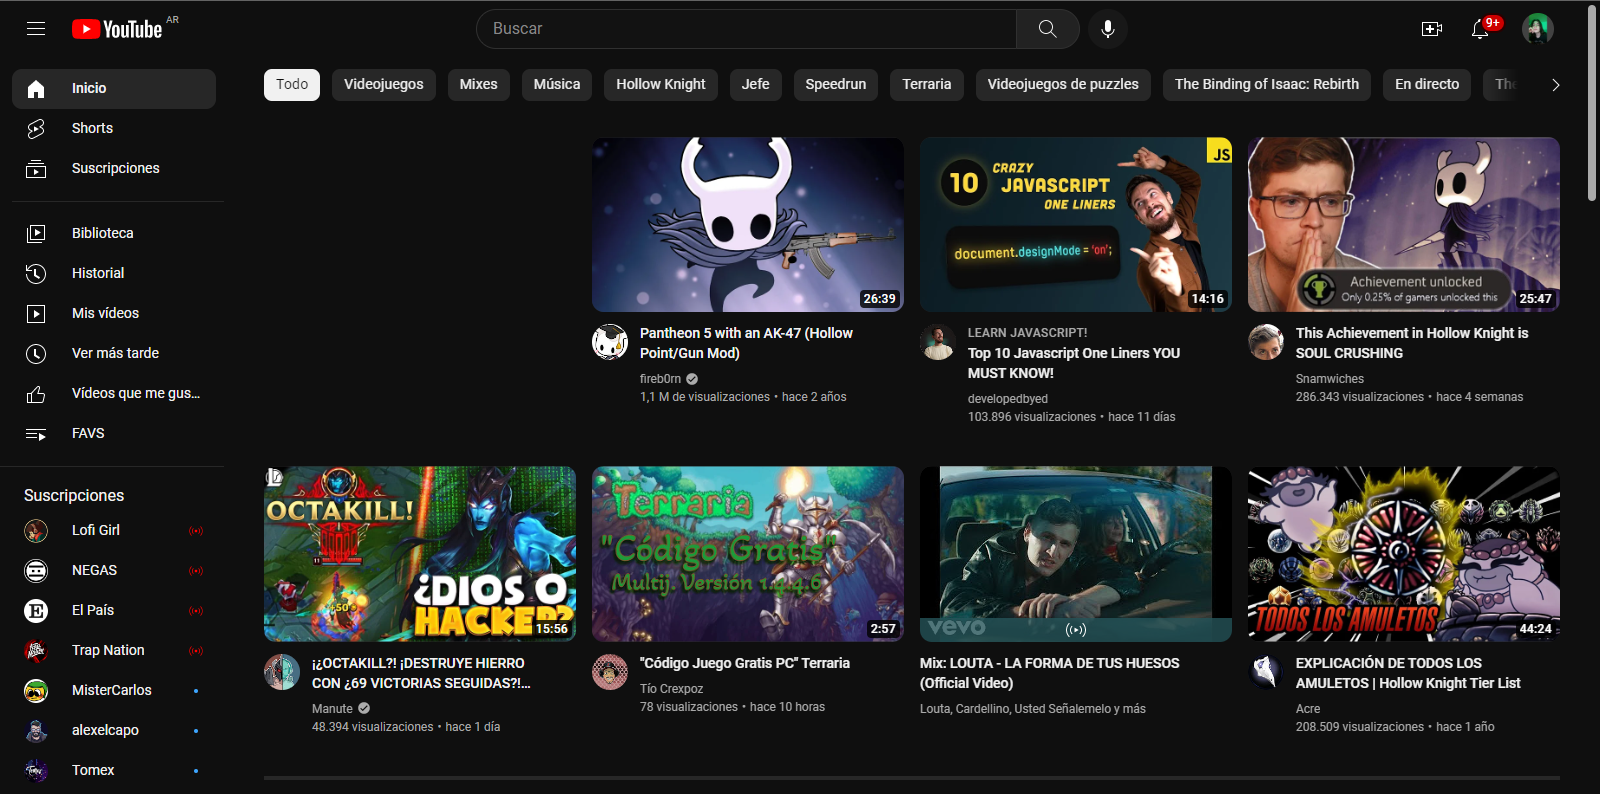 YouTube AR
Buscar
9+
Inicio
Shorts
Suscripciones
Biblioteca
Historial
Mis vídeos
Ver más tarde
Vídeos que me gus...
FAVS
Suscripciones
Lofi Girl
NEGAS
El País
Trap Nation
MisterCarlos
alexelcapo
Tomex
Todo
Videojuegos
Mixes
Música
Hollow Knight
Jefe
Speedrun
Terraria
Videojuegos de puzzles
The Binding of Isaac: Rebirth
En directo
The
26:39
Pantheon 5 with an AK-47 (Hollow
Point/Gun Mod)
fireb0rn
1,1 M de visualizaciones • hace 2 años
JS
10 CRAZY
JAVASCRIPT
ONE LINERS
document.designMode = 'on';
14:16
LEARN JAVASCRIPT!
Top 10 Javascript One Liners YOU
MUST KNOW!
developedbyed
103.896 visualizaciones • hace 11 días
Achievement unlocked
Only 0.25% of gamers unlocked this
25:47
This Achievement in Hollow Knight is
SOUL CRUSHING
Snamwiches
286.343 visualizaciones • hace 4 semanas
OCTAKILL!
11
+50
¿DIOS O
HACKER?
15:56
¡¿OCTAKILL?! ¡DESTRUYE HIERRO
CON ¿69 VICTORIAS SEGUIDAS?!...
Manute
48.394 visualizaciones • hace 1 día
Terraria
"Código Gratis"
Multij. Versión 1.4.4.6
2:57
"Código Juego Gratis PC" Terraria
Tío Crexpoz
78 visualizaciones • hace 10 horas
vevo
Mix: LOUTA - LA FORMA DE TUS HUESOS
(Official Video)
Louta, Cardellino, Usted Señalemelo y más
TODOS LOS AMULETOS
44:24
EXPLICACIÓN DE TODOS LOS
AMULETOS | Hollow Knight Tier List
Acre
208.509 visualizaciones • hace 1 año